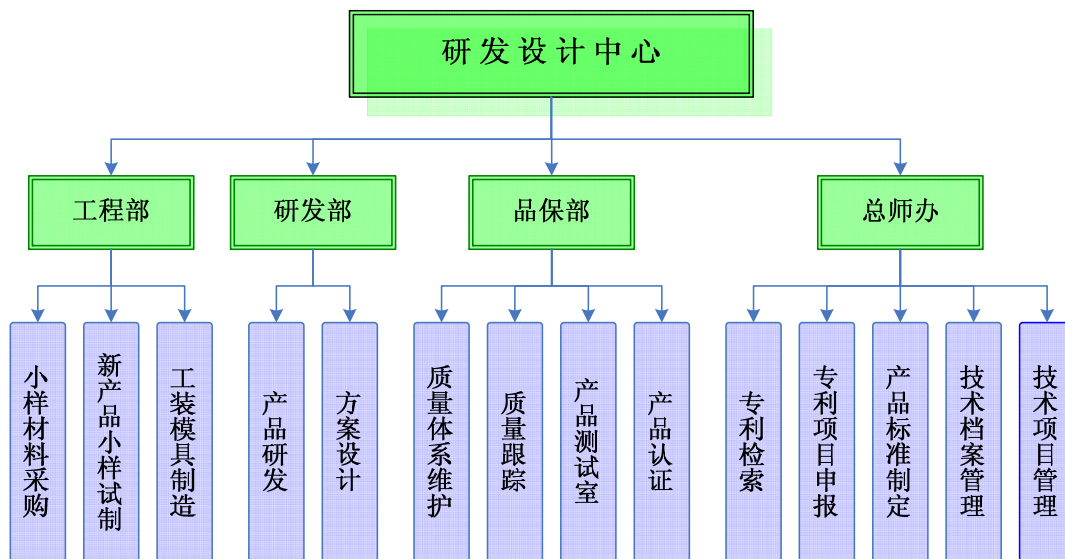 研发设计中心
工程部
研发部
品保部
总师办
小样材料采购
新产品小样试制
工装模具制造
产品研发
方案设计
质量体系维护
质量跟踪
产品测试室
产品认证
专利检索
专利项目申报
产品标准制定
技术档案管理
技术项目管理